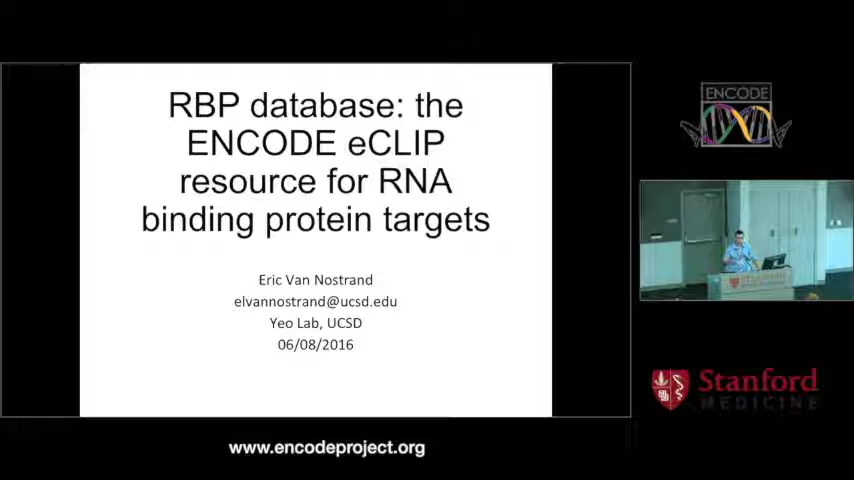 RBP database: the
ENCODE eCLIP
resource for RNA
binding protein targets
Eric Van Nostrand
elvannostrand@ucsd.edu
Yeo Lab, UCSD
06/08/2016
ENCODE
Stanford
MEDICINE
www.encodeproject.org